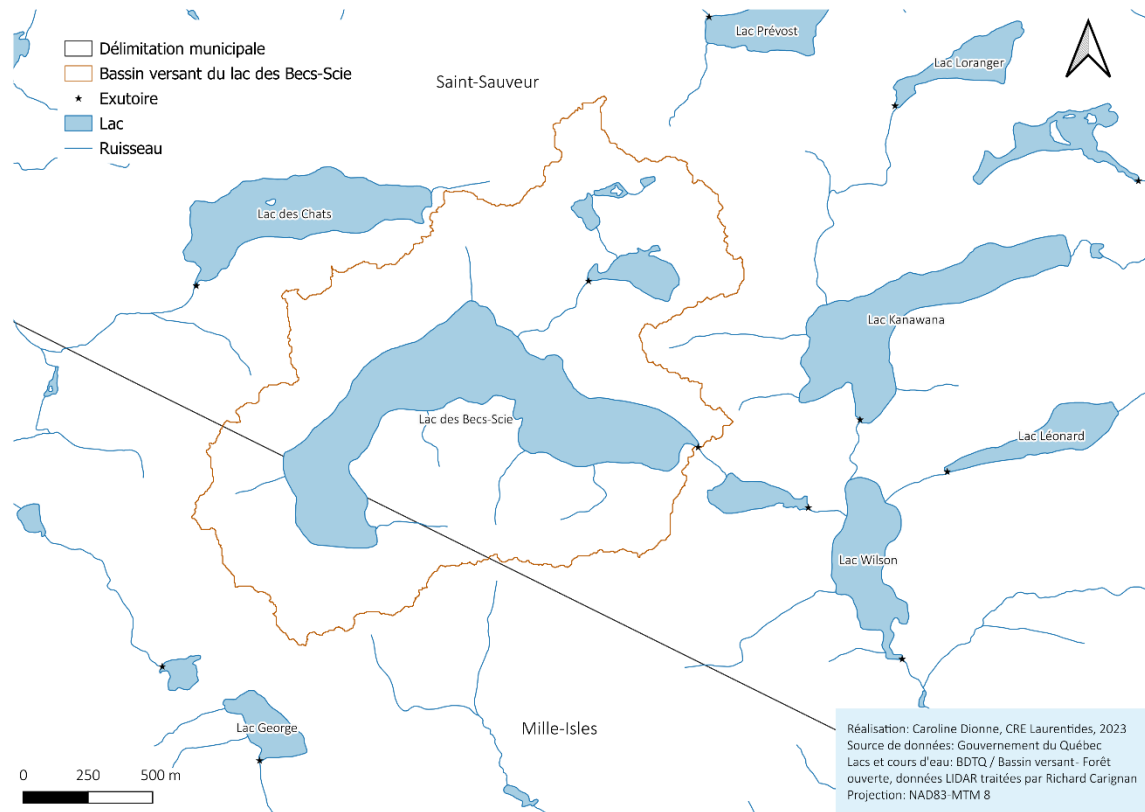 Délimitation municipale
Bassin versant du lac des Becs-Scie
Exutoire
Lac
Ruisseau
Saint-Sauveur
Lac Prévost
Lac Loranger
Lac des Chats
Lac Kanawana
Lac des Becs-Scie
Lac Léonard
Lac Wilson
Lac George
Mille-Isles
0 250 500 m
Réalisation: Caroline Dionne, CRE Laurentides, 2023
Source de données: Gouvernement du Québec
Lacs et cours d'eau: BDTQ / Bassin versant- Forêt
ouverte, données LIDAR traitées par Richard Carignan
Projection: NAD83-MTM 8